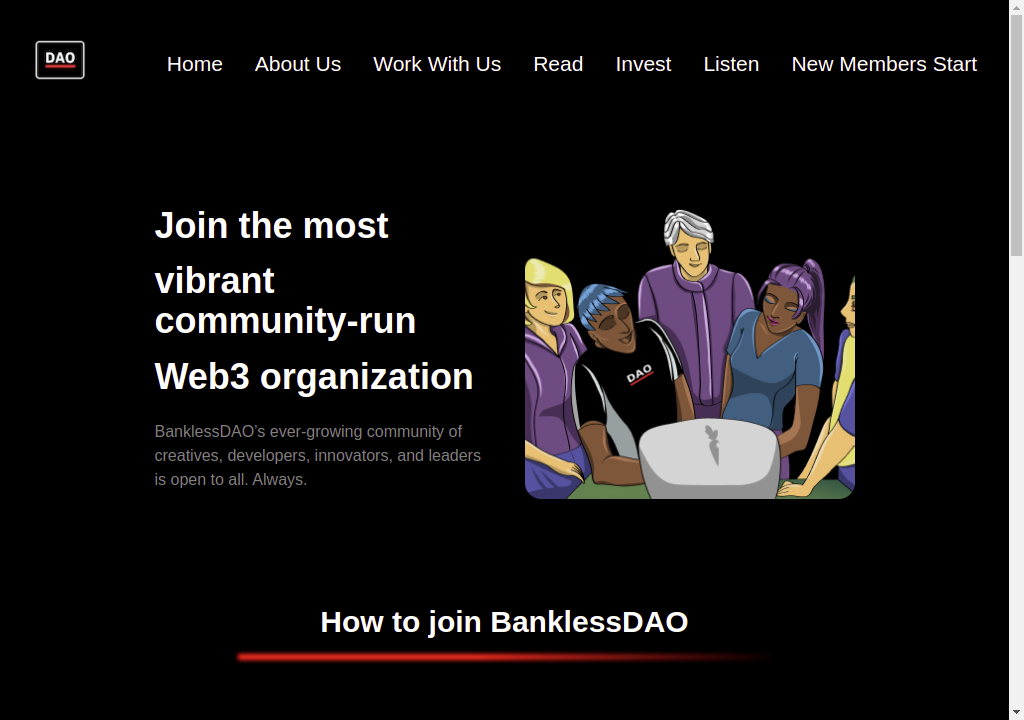 DAO
Home About Us Work With Us Read Invest Listen New Members Start
Join the most
vibrant
community-run
Web3 organization
BanklessDAO’s ever-growing community of
creatives, developers, innovators, and leaders
is open to all. Always.
DAO
How to join BanklessDAO